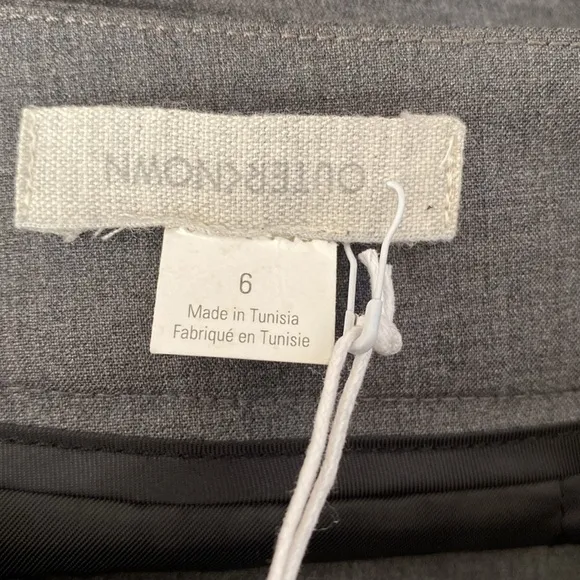 OUTERKNOWN
6
Made in Tunisia
Fabriqué en Tunisie